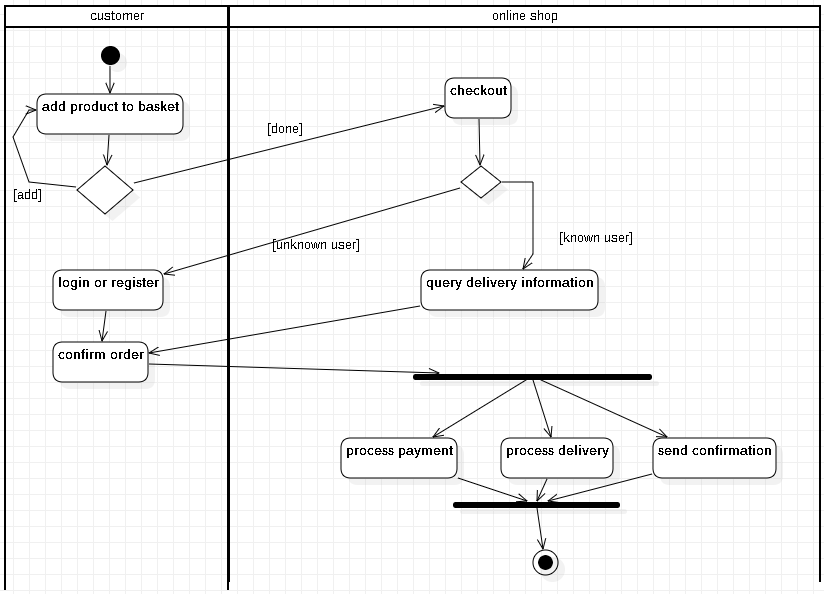 customer
online shop
add product to basket
checkout
[done]
[add]
[unknown user]
[known user]
login or register
query delivery information
confirm order
process payment
process delivery
send confirmation